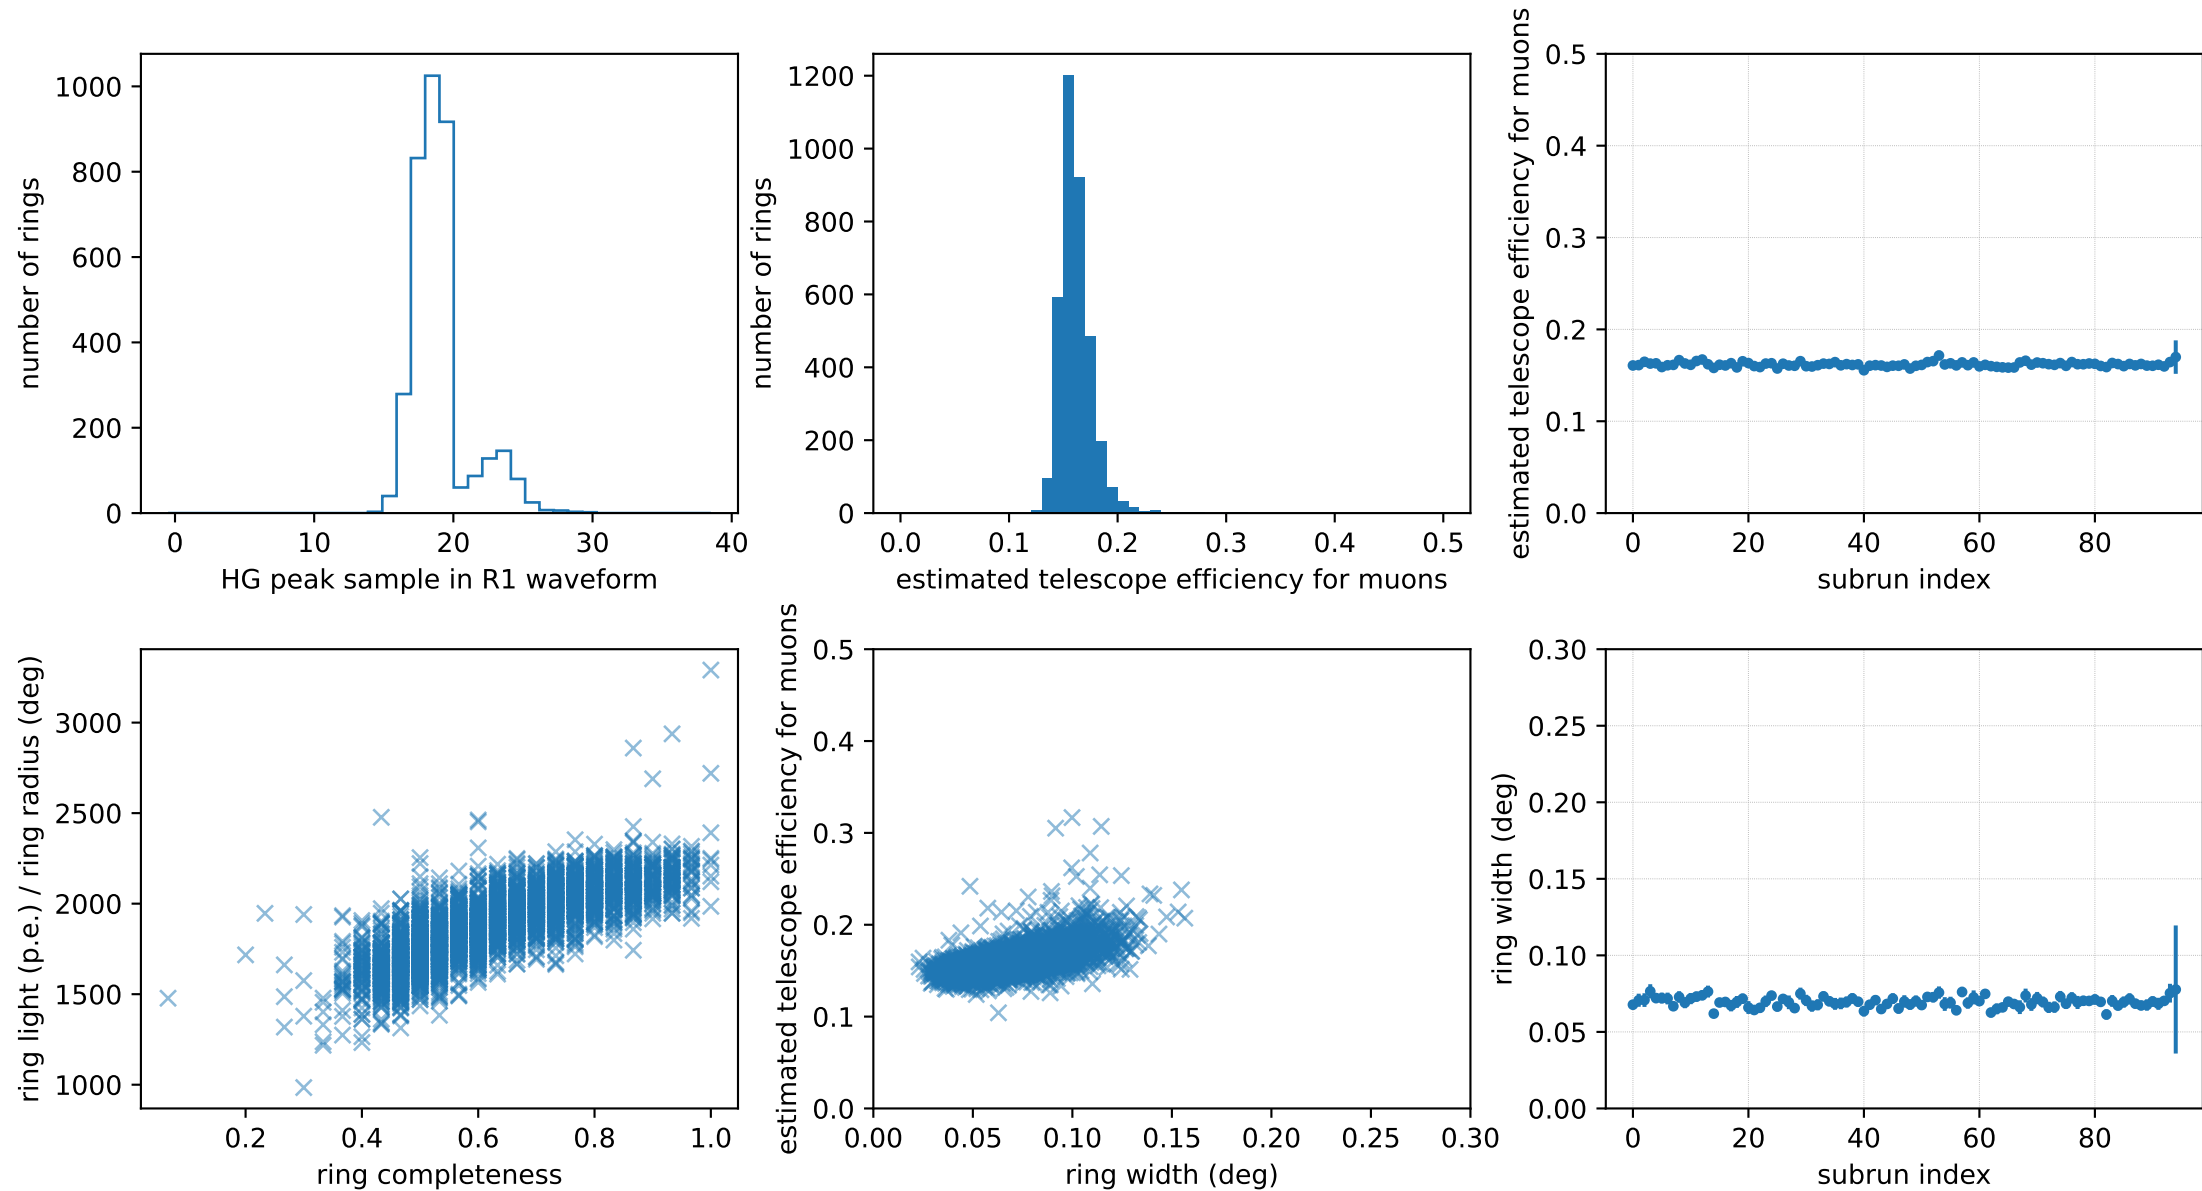 number of rings
1000
800
600
400
200
0
0 10 20 30 40
HG peak sample in R1 waveform
number of rings
1200
1000
800
600
400
200
0
0.0 0.1 0.2 0.3 0.4 0.5
estimated telescope efficiency for muons
estimated telescope efficiency for muons
0.5
0.4
0.3
0.2
0.1
0.0
0 20 40 60 80
subrun index
ring light (p.e.) / ring radius (deg)
3000
2500
2000
1500
1000
0.2 0.4 0.6 0.8 1.0
ring completeness
estimated telescope efficiency for muons
0.5
0.4
0.3
0.2
0.1
0.0
0.00 0.05 0.10 0.15 0.20 0.25 0.30
ring width (deg)
ring width (deg)
0.30
0.25
0.20
0.15
0.10
0.05
0.00
0 20 40 60 80
subrun index